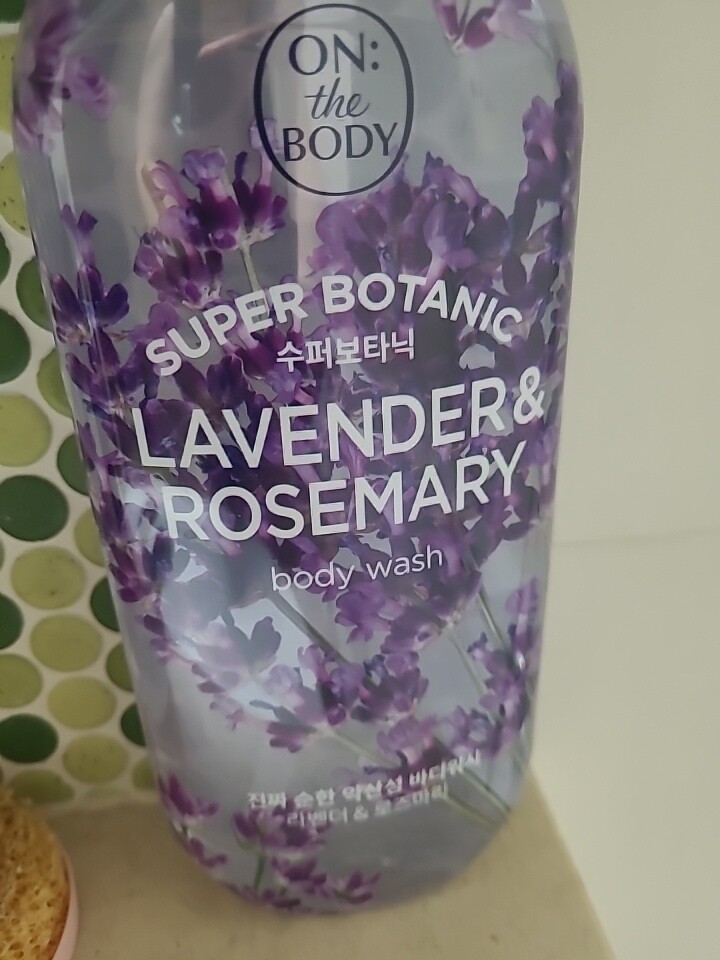 ON:
the
BODY
SUPER BOTANIC
수퍼보타닉
LAVENDER &
ROSEMARY
body wash
진짜 순한 약산성 바디워시
라벤더 & 로즈마리